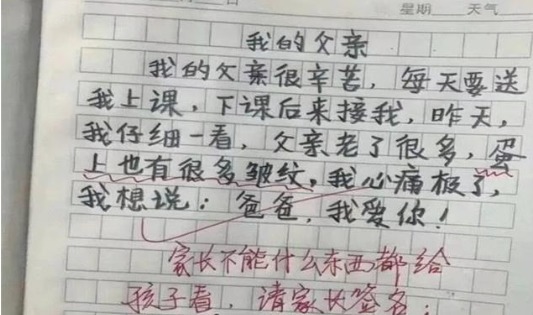 星期 天气
我的父亲
我的父亲很辛苦，每天要送
我上课，下课后来接我，昨天，
我仔细一看，父亲老了很多，蛋
上也有很多皱纹，我心痛极了，
我想说：爸爸，我爱你！
家长不能什么东西都给
孩子看，请家长签名：